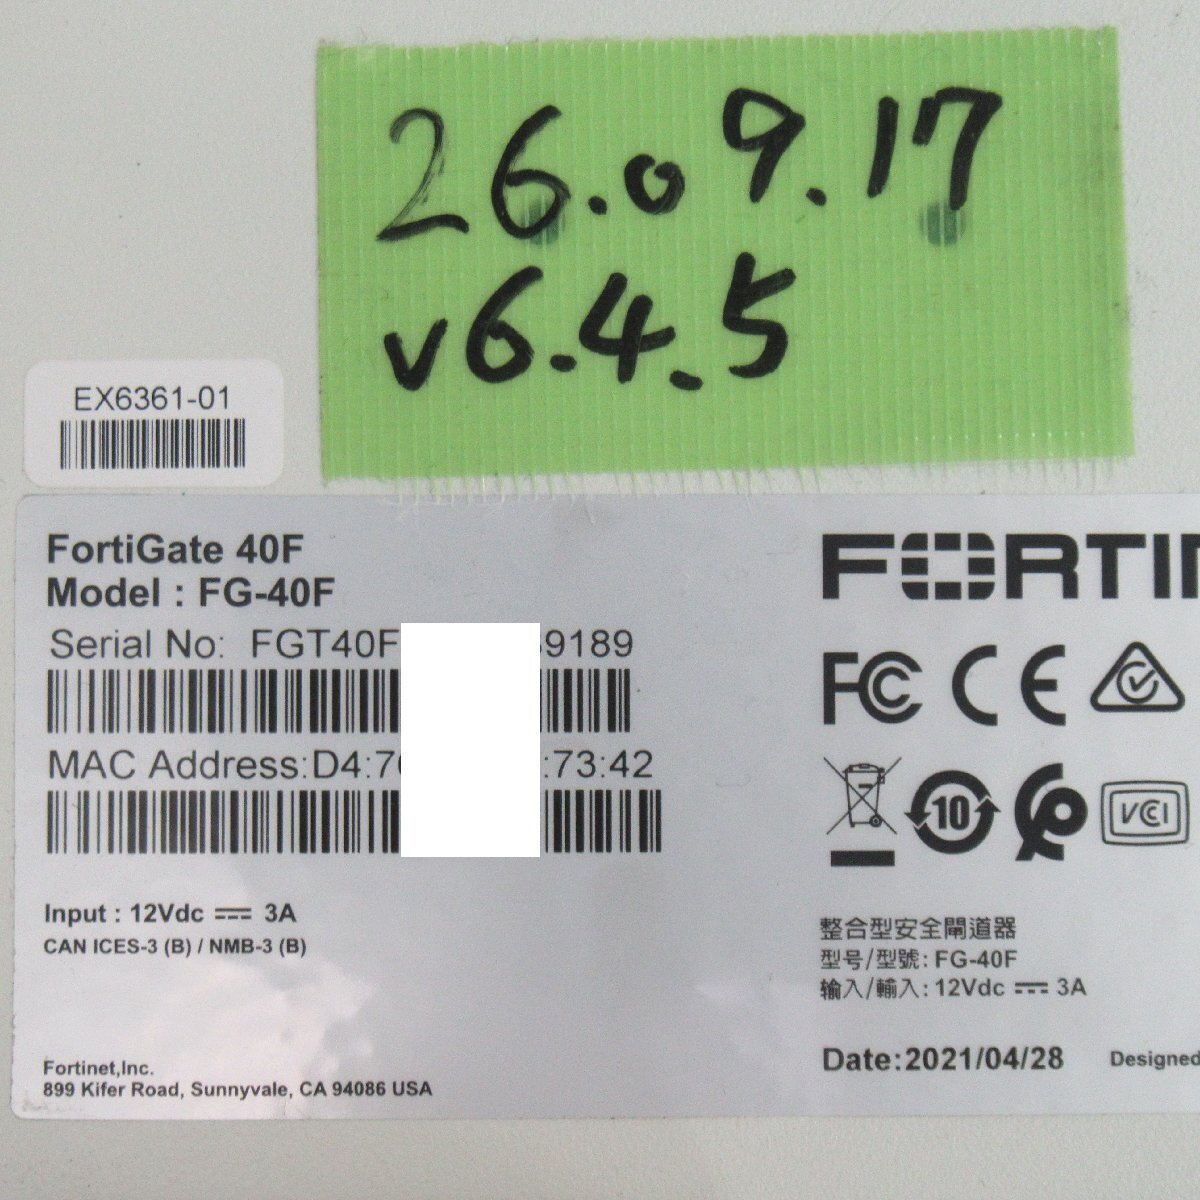 26.09.17
v6.4.5
EX6361-01
FortiGate 40F
Model : FG-40F
Serial No: FGT40F 9189
MAC Address:D4:7 :73:42
Input : 12Vdc ⎓ 3A
CAN ICES-3 (B) / NMB-3 (B)
Fortinet,Inc.
899 Kifer Road, Sunnyvale, CA 94086 USA
FORTIN
FCC CE
10
VCI
整合型安全閘道器
型号/型號: FG-40F
输入/輸入: 12Vdc ⎓ 3A
Date:2021/04/28
Designed